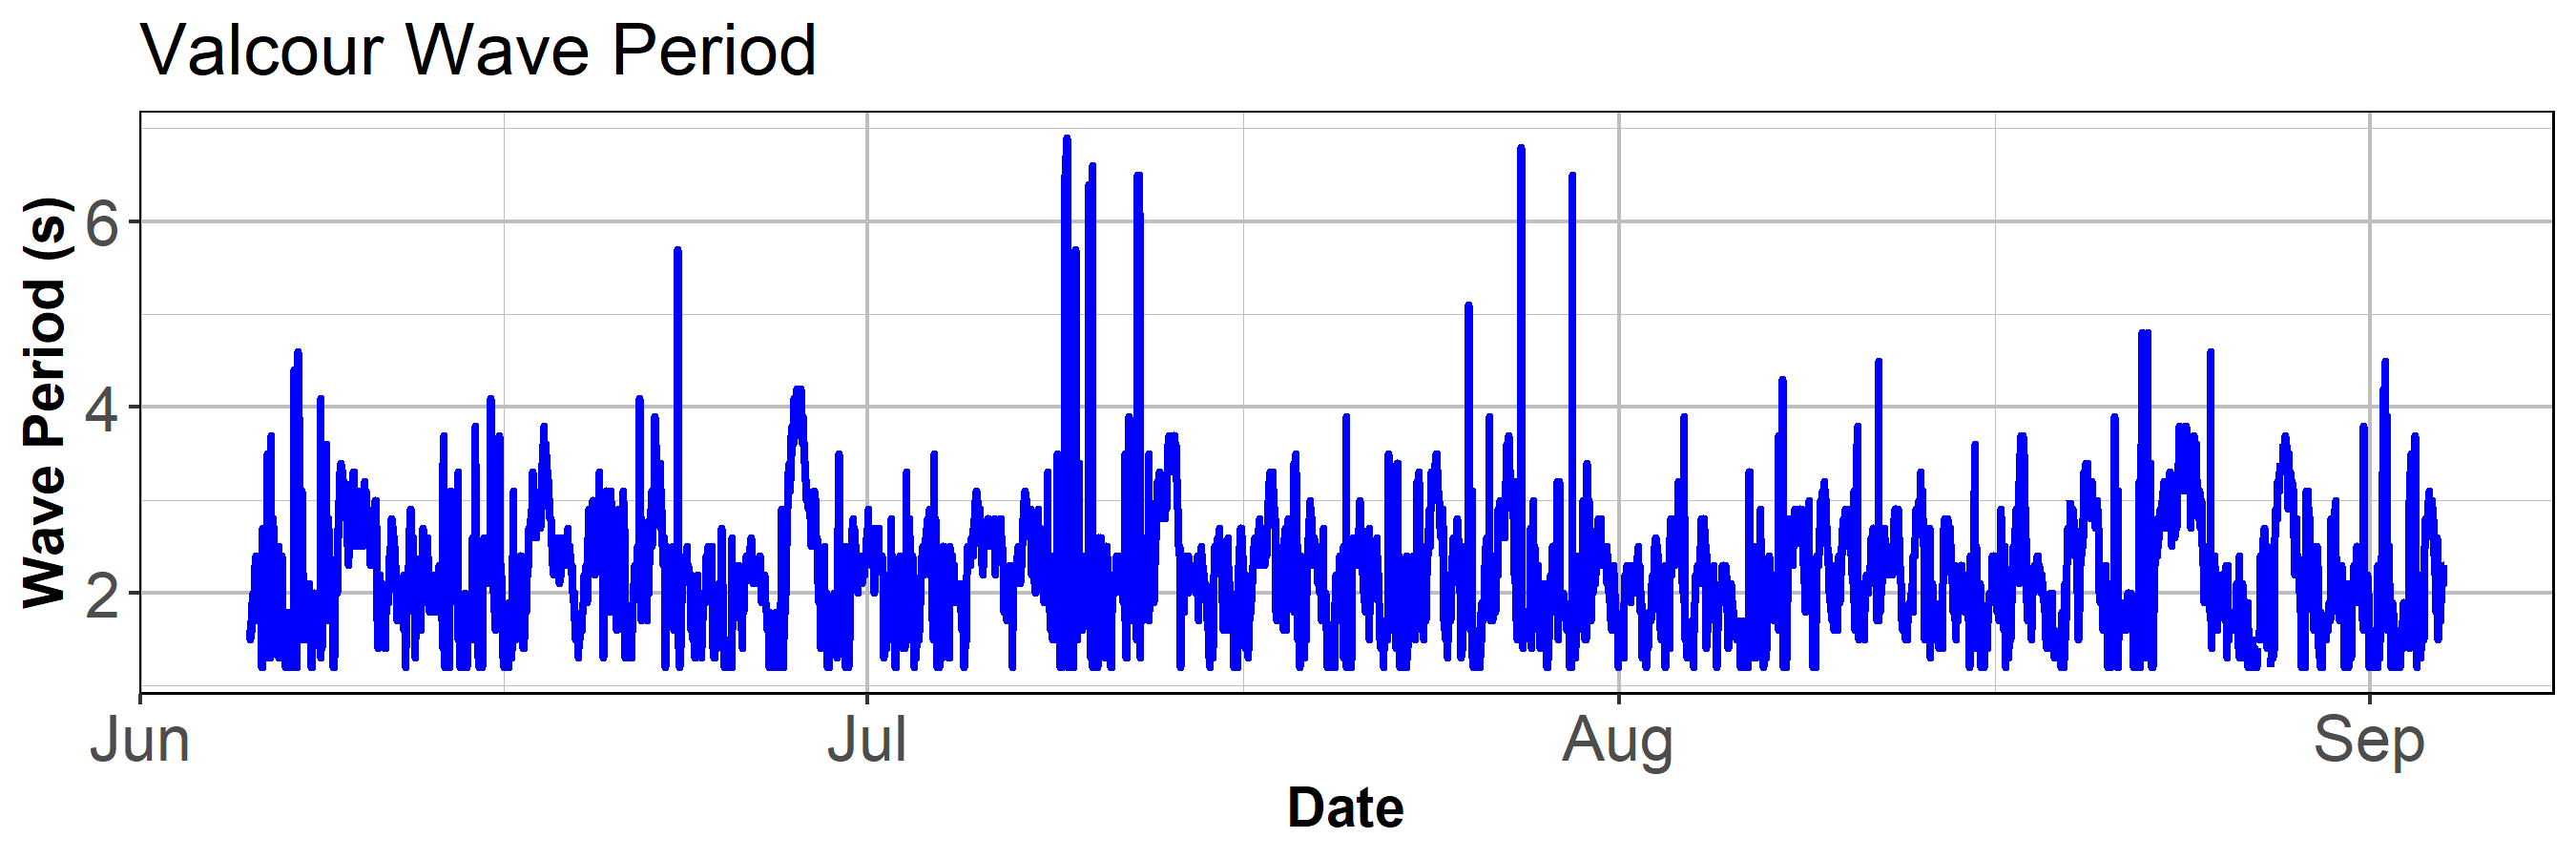 Valcour Wave Period
Wave Period (s)
6
4
2
Jun Jul Aug Sep
Date